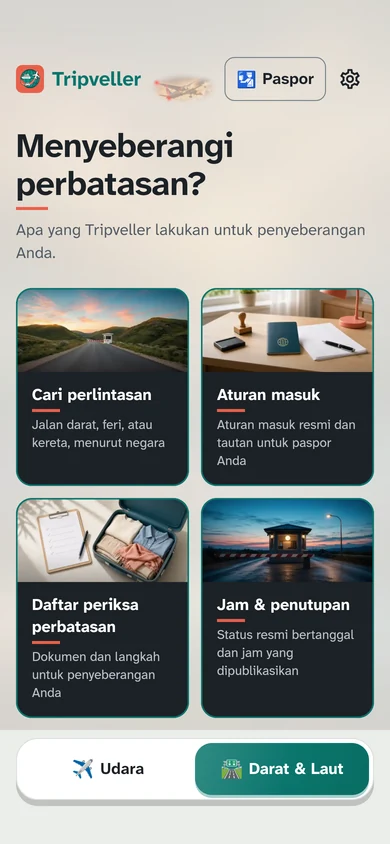 Tripveller
Paspor
Menyeberangi
perbatasan?
Apa yang Tripveller lakukan untuk penyeberangan
Anda.
Cari perlintasan
Jalan darat, feri, atau
kereta, menurut negara
Aturan masuk
Aturan masuk resmi dan
tautan untuk paspor
Anda
Daftar periksa
perbatasan
Dokumen dan langkah
untuk penyeberangan
Anda
Jam & penutupan
Status resmi bertanggal
dan jam yang
dipublikasikan
Udara
Darat & Laut